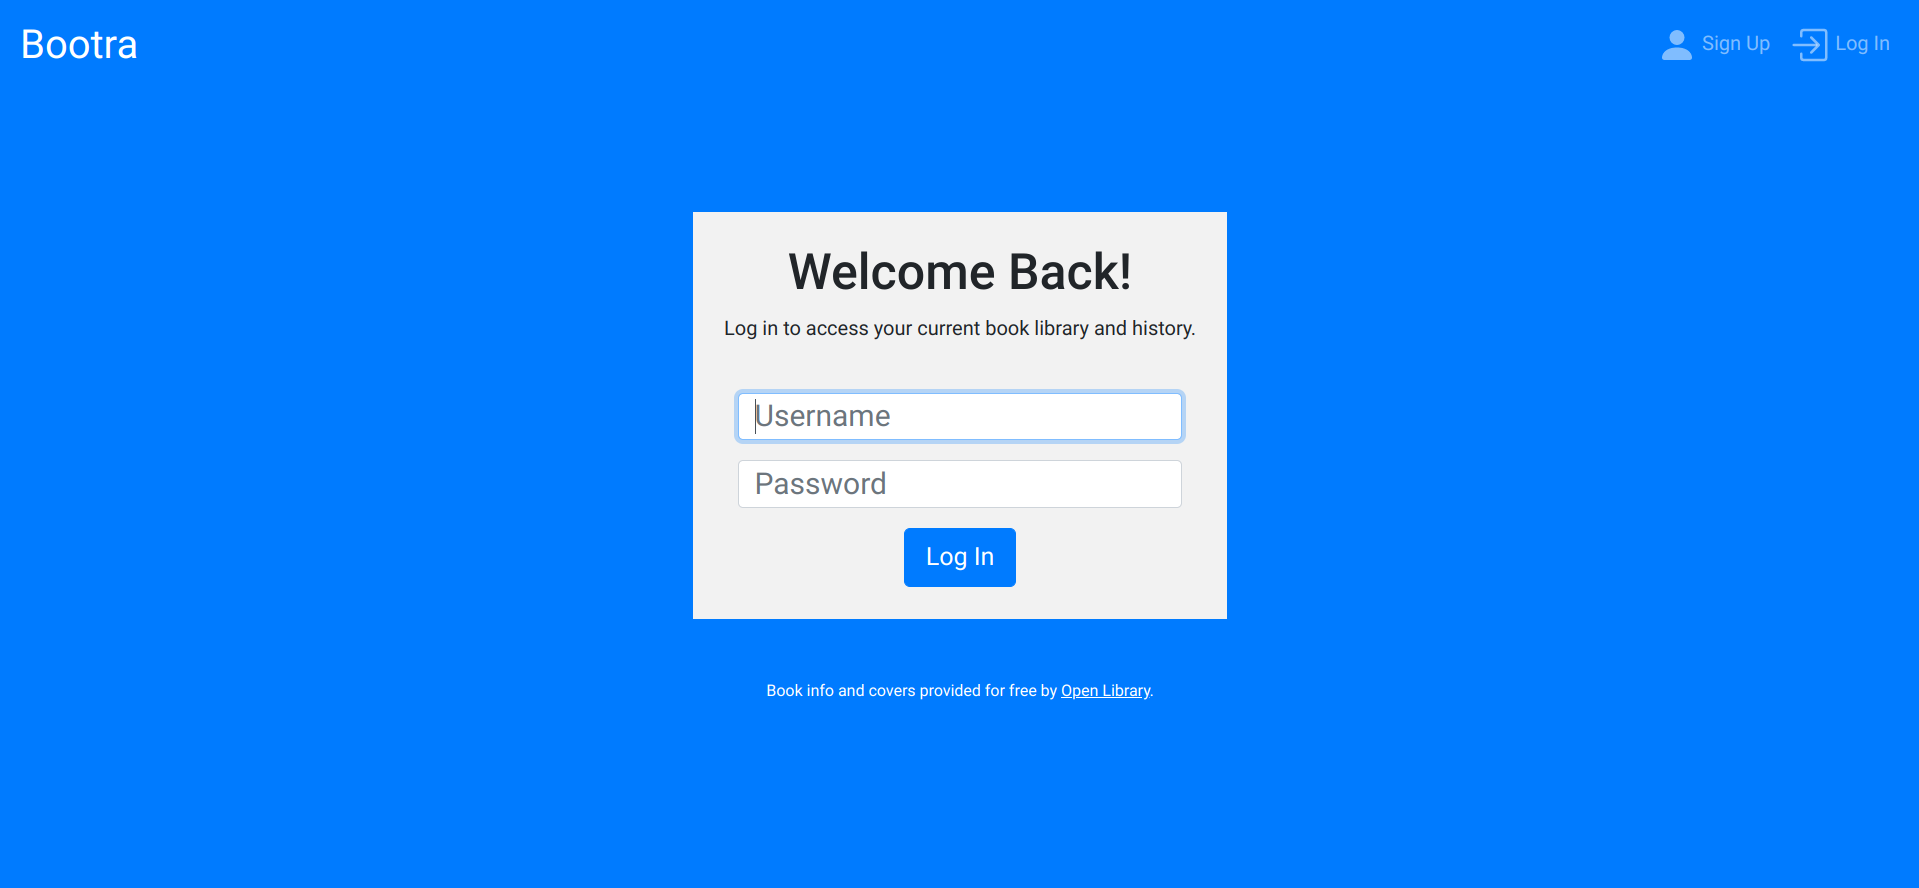 Bootra
Sign Up
Log In
Welcome Back!
Log in to access your current book library and history.
Username
Password
Log In
Book info and covers provided for free by Open Library.